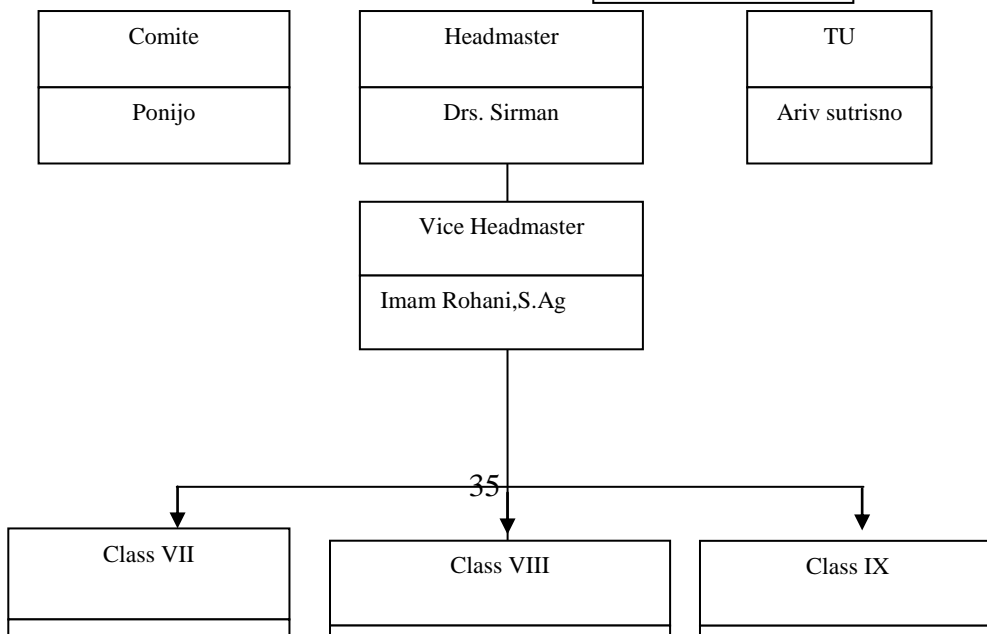 Comite
Ponijo
Headmaster
Drs. Sirman
TU
Ariv sutrisno
Vice Headmaster
Imam Rohani,S.Ag
35
Class VII
Class VIII
Class IX